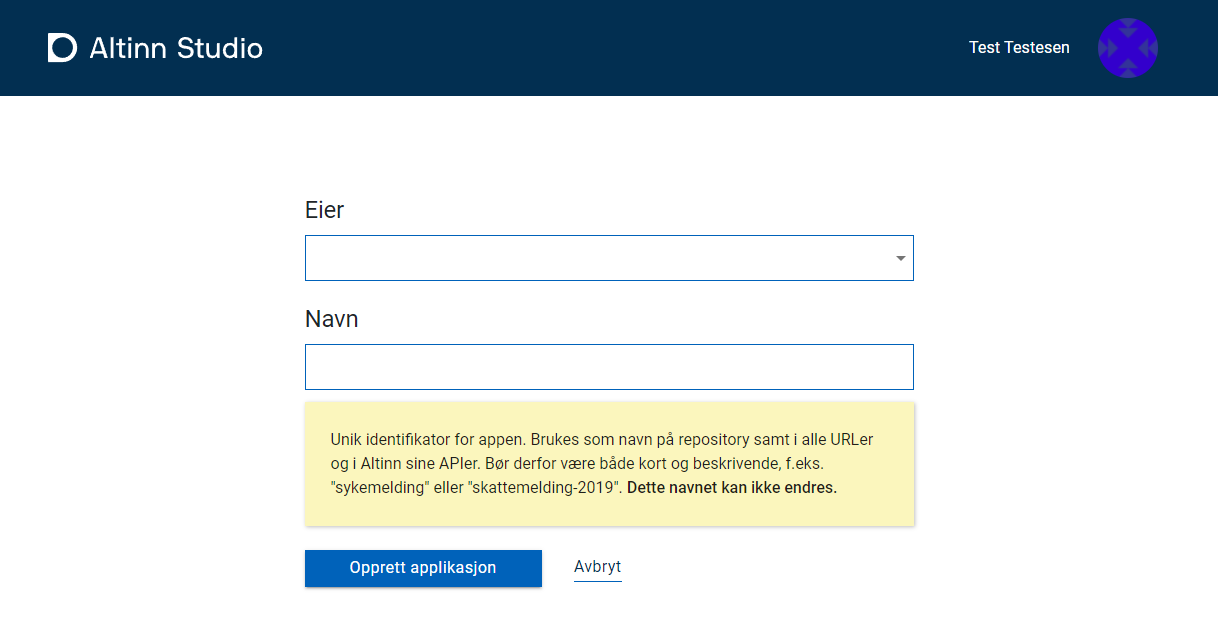 Altinn Studio
Test Testesen
Eier
Navn
Unik identifikator for appen. Brukes som navn på repository samt i alle URLer
og i Altinn sine APIer. Bør derfor være både kort og beskrivende, f.eks.
"sykemelding" eller "skattemelding-2019". Dette navnet kan ikke endres.
Opprett applikasjon
Avbryt